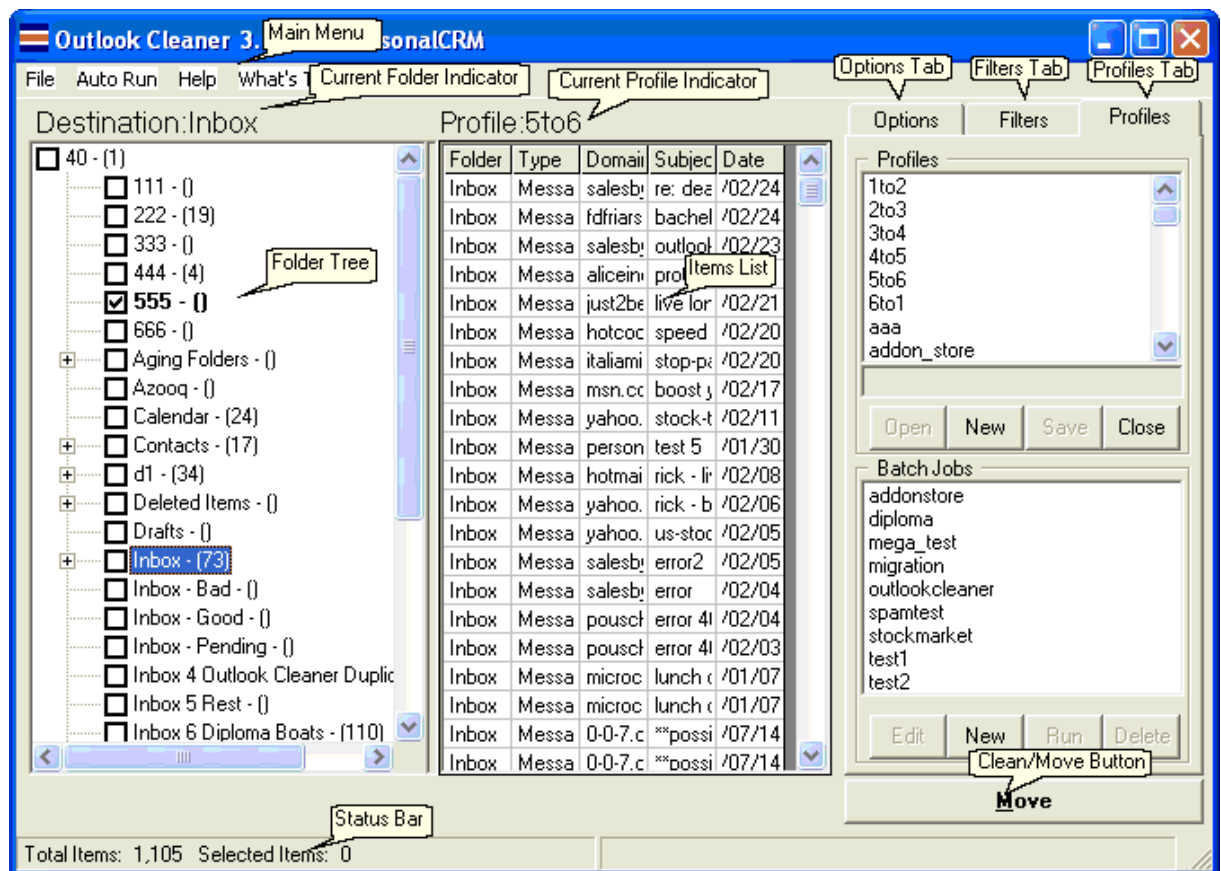 Outlook Cleaner 3. sonalCRM
Main Menu
File Auto Run Help What's T
Current Folder Indicator
Current Profile Indicator
Options Tab
Filters Tab
Profiles Tab
Destination:Inbox
40 - (1)
111 - ()
222 - (19)
333 - ()
444 - (4)
555 - ()
666 - ()
Aging Folders - ()
Azooq - ()
Calendar - (24)
Contacts - (17)
d1 - (34)
Deleted Items - ()
Drafts - ()
Inbox - (73)
Inbox - Bad - ()
Inbox - Good - ()
Inbox - Pending - ()
Inbox 4 Outlook Cleaner Duplic
Inbox 5 Rest - ()
Inbox 6 Diploma Boats - (110)
Folder Tree
Profile:5to6
Folder Type Domain Subjec Date
Inbox Messa salesby re: dea /02/24
Inbox Messa fdfriars bachel /02/24
Inbox Messa salesby outlool /02/23
Inbox Messa alicein pro
Inbox Messa just2be live lon /02/21
Inbox Messa hotcoc speed /02/20
Inbox Messa italiami stop-pa /02/20
Inbox Messa msn.cc boost y /02/17
Inbox Messa yahoo. stock-t /02/11
Inbox Messa person test 5 /01/30
Inbox Messa hotmai rick - lir /02/08
Inbox Messa yahoo. rick - b /02/06
Inbox Messa yahoo. us-stoc /02/05
Inbox Messa salesby error2 /02/05
Inbox Messa salesby error /02/04
Inbox Messa pousch error 40 /02/04
Inbox Messa pousch error 40 /02/03
Inbox Messa microc lunch c /01/07
Inbox Messa microc lunch c /01/07
Inbox Messa 0-0-7.c **possi /07/14
Inbox Messa 0-0-7.c **possi /07/14
Items List
Options Filters Profiles
Profiles
1to2
2to3
3to4
4to5
5to6
6to1
aaa
addon_store
Open New Save Close
Batch Jobs
addonstore
diploma
mega_test
migration
outlookcleaner
spamtest
stockmarket
test1
test2
Edit New Run Delete
Clean/Move Button
Move
Status Bar
Total Items: 1,105 Selected Items: 0